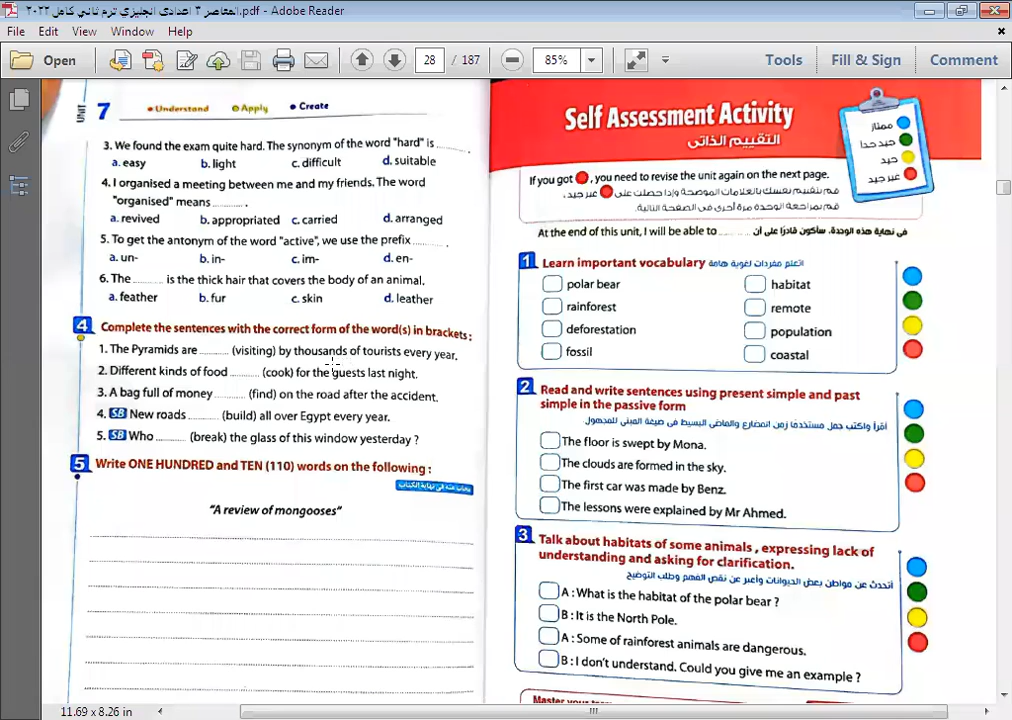 المعاصر ٣ اعدادى انجليزي ترم ثاني كامل ٢٠٢٢.pdf - Adobe Reader
File Edit View Window Help
Open 28 / 187 85% Tools Fill & Sign Comment
UNIT 7 Understand Apply Create
3. We found the exam quite hard. The synonym of the word "hard" is ........
a. easy b. light c. difficult d. suitable
4. I organised a meeting between me and my friends. The word
"organised" means ........ .
a. revived b. appropriated c. carried d. arranged
5. To get the antonym of the word "active", we use the prefix ........ .
a. un- b. in- c. im- d. en-
6. The ........ is the thick hair that covers the body of an animal.
a. feather b. fur c. skin d. leather
4 Complete the sentences with the correct form of the word(s) in brackets:
1. The Pyramids are ........ (visiting) by thousands of tourists every year.
2. Different kinds of food ........ (cook) for the guests last night.
3. A bag full of money ........ (find) on the road after the accident.
4. SB New roads ........ (build) all over Egypt every year.
5. SB Who ........ (break) the glass of this window yesterday ?
5 Write ONE HUNDRED and TEN (110) words on the following :
"A review of mongooses"
Self Assessment Activity
التقييم الذاتى
ممتاز
جيد جدا
جيد
غير جيد
If you got , you need to revise the unit again on the next page.
قم بتقييم نفسك بالعلامات الموضحة وإذا حصلت على غير جيد،
قم بمراجعة الوحدة مرة أخرى فى الصفحة التالية.
At the end of this unit, I will be able to ........ فى نهاية هذه الوحدة، سأكون قادرًا على أن
1 Learn important vocabulary اتعلم مفردات لغوية هامة
polar bear habitat
rainforest remote
deforestation population
fossil coastal
2 Read and write sentences using present simple and past
simple in the passive form
أقرأ واكتب جمل مستخدمًا زمن المضارع والماضى البسيط فى صيغة المبنى للمجهول
The floor is swept by Mona.
The clouds are formed in the sky.
The first car was made by Benz.
The lessons were explained by Mr Ahmed.
3 Talk about habitats of some animals , expressing lack of
understanding and asking for clarification.
أتحدث عن مواطن بعض الحيوانات وأعبر عن نقص الفهم وطلب التوضيح
A : What is the habitat of the polar bear ?
B : It is the North Pole.
A : Some of rainforest animals are dangerous.
B : I don't understand. Could you give me an example ?
11.69 x 8.26 in